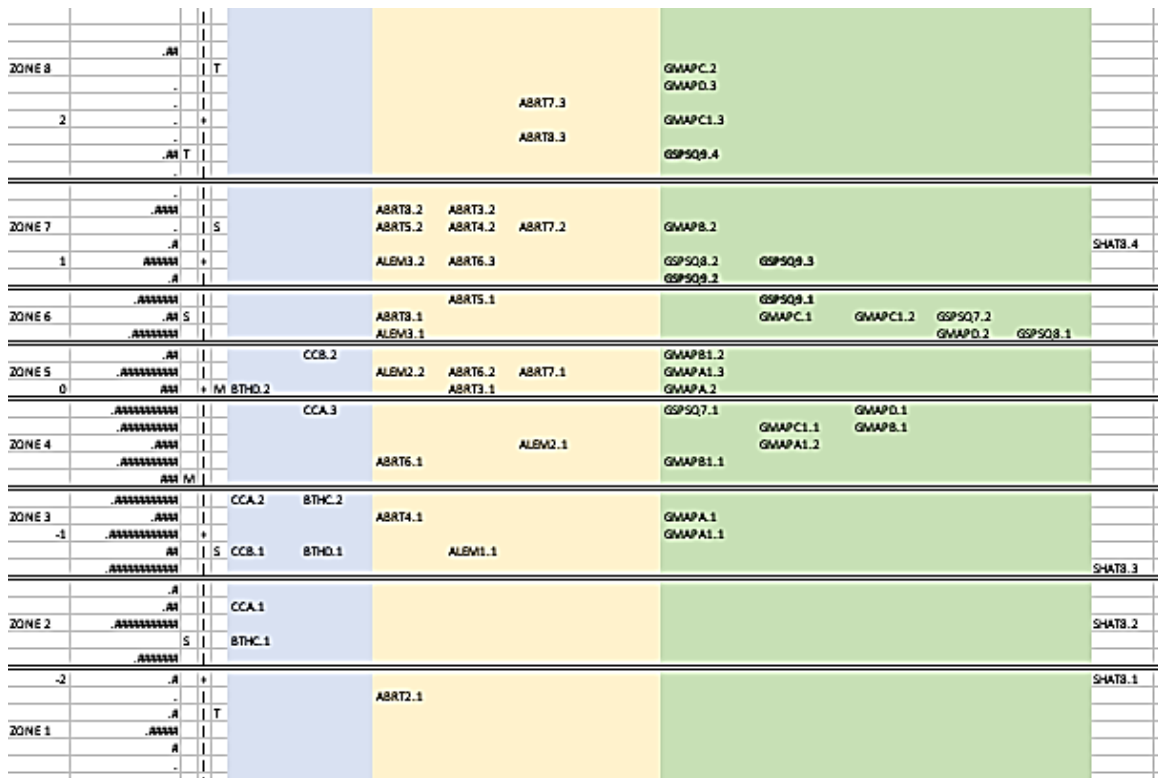 .## |
ZONE 8 | T GMAPC.2
. | GMAPD.3
. | ABRT7.3
2 . + GMAPC1.3
. | ABRT8.3
.## T | GSPSQ9.4
. |
. |
.#### | ABRT8.2 ABRT3.2
ZONE 7 . | S ABRT5.2 ABRT4.2 ABRT7.2 GMAPB.2
.# | SHAT8.4
1 ###### + ALEM3.2 ABRT6.3 GSPSQ8.2 GSPSQ9.3
.# | GSPSQ9.2
.####### | ABRT5.1 GSPSQ9.1
ZONE 6 .## S | ABRT8.1 GMAPC.1 GMAPC1.2 GSPSQ7.2
.######## | ALEM3.1 GMAPD.2 GSPSQ8.1
.## | CCB.2 GMAPB1.2
ZONE 5 .########## | ALEM2.2 ABRT6.2 ABRT7.1 GMAPA1.3
0 ### + M BTHD.2 ABRT3.1 GMAPA.2
.########### | CCA.3 GSPSQ7.1 GMAPD.1
.########## | GMAPC1.1 GMAPB.1
ZONE 4 .#### | ALEM2.1 GMAPA1.2
.########## | ABRT6.1 GMAPB1.1
### M |
.########### | CCA.2 BTHC.2
ZONE 3 .#### | ABRT4.1 GMAPA.1
-1 .############ + GMAPA1.1
## | S CCB.1 BTHD.1 ALEM1.1
.############ | SHAT8.3
.# |
.## | CCA.1
ZONE 2 .########### | SHAT8.2
S | BTHC.1
.####### |
-2 .# + SHAT8.1
. | ABRT2.1
.# | T
ZONE 1 .##### |
# |
. |